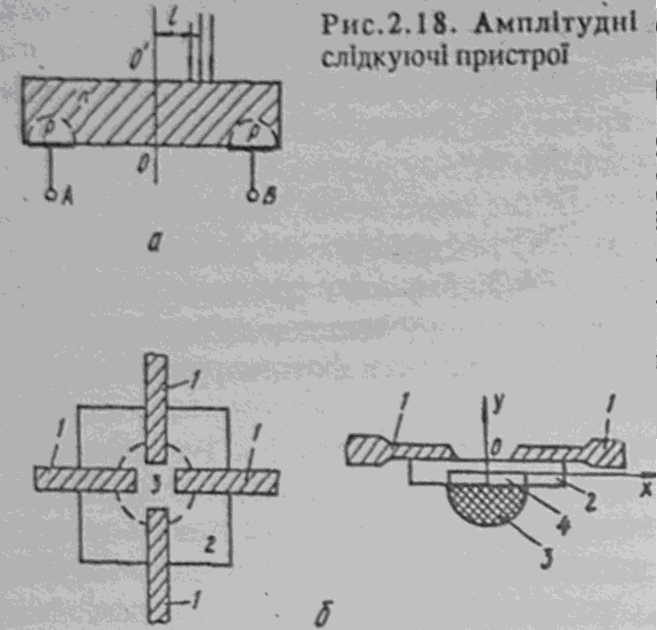 Рис.2.18. Амплітудні
слідкуючі пристрої
l
O'
n
p
p
O
A
B
а
1
1
1
3
2
1
y
1
O
1
x
2
4
3
б